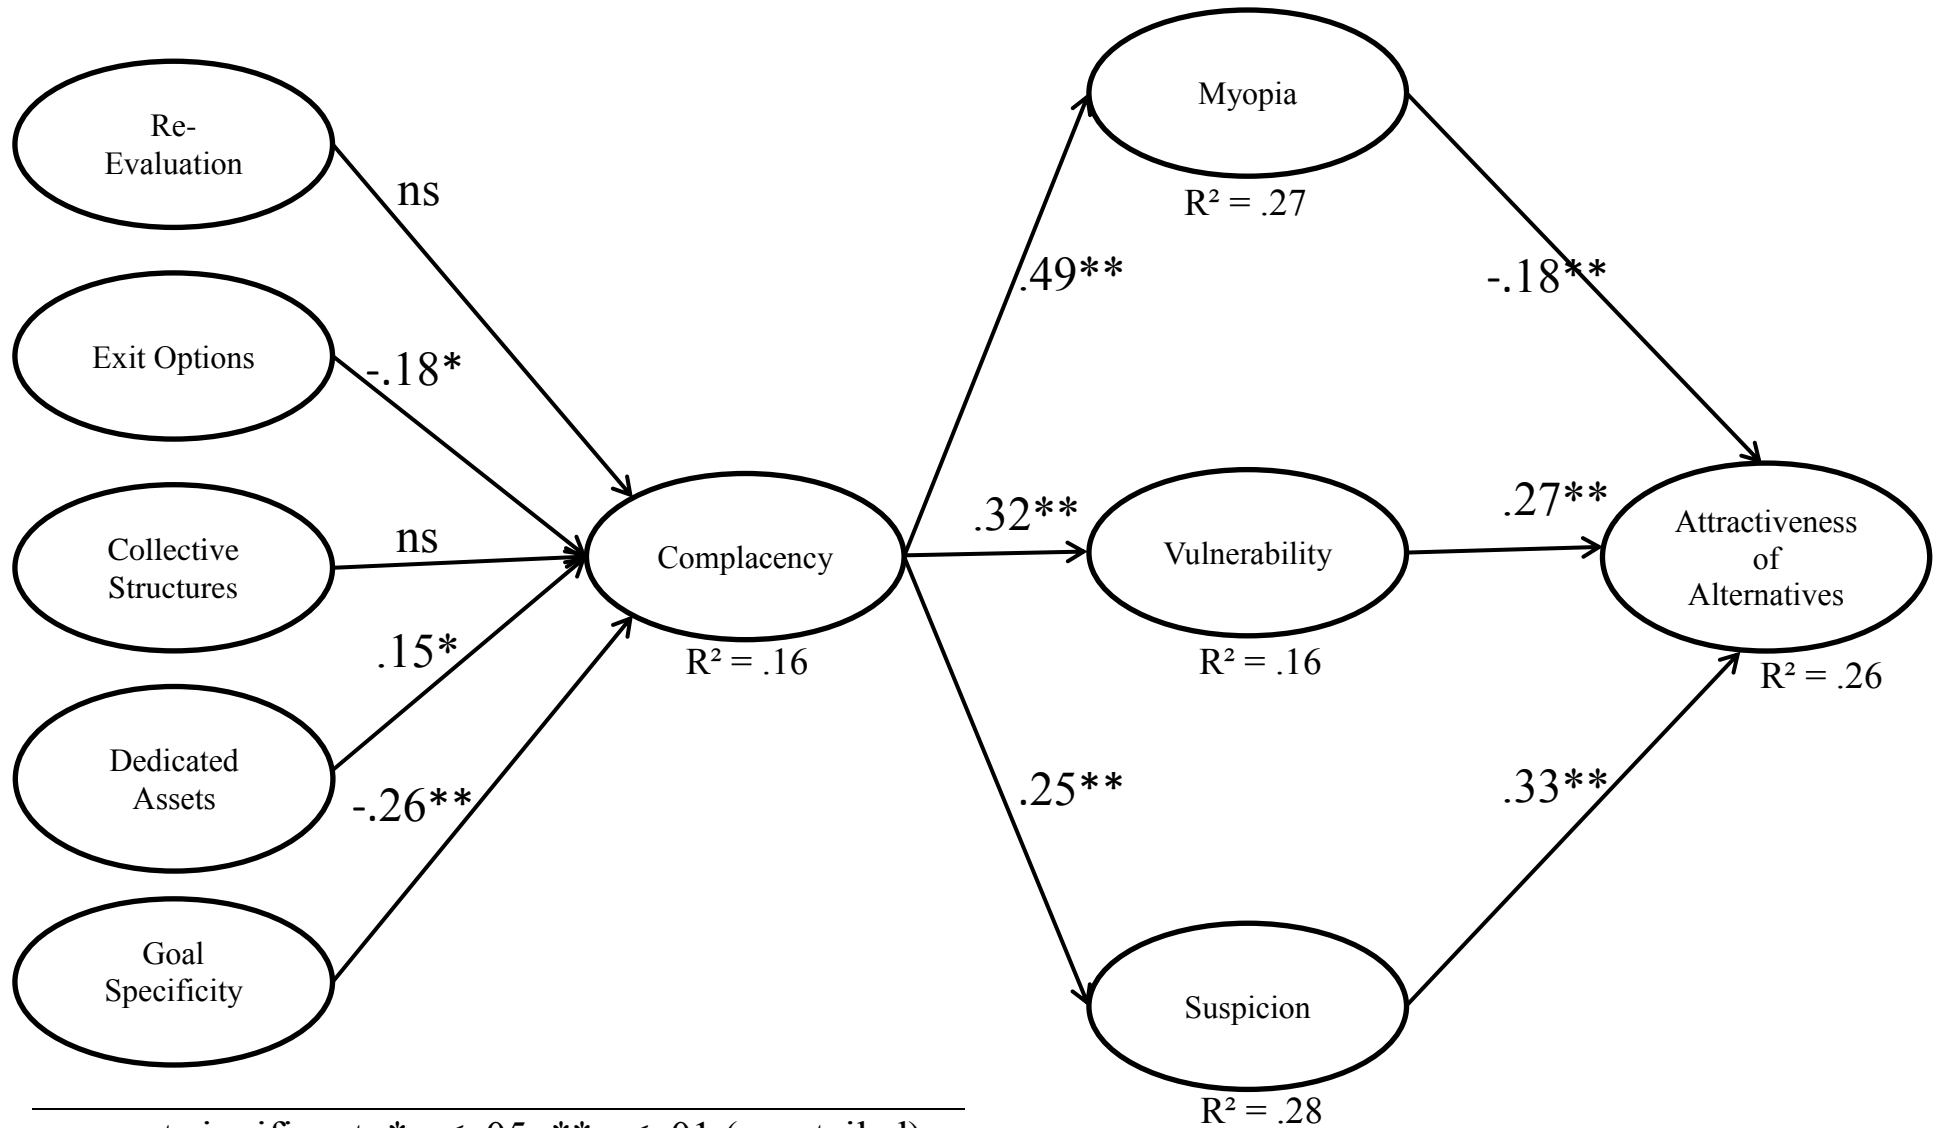 Re-
Evaluation
ns
Exit Options
-.18*
Collective
Structures
ns
Dedicated
Assets
.15*
Goal
Specificity
-.26**
Complacency
R² = .16
.49**
.32**
.25**
Myopia
R² = .27
-.18**
Vulnerability
R² = .16
.27**
Suspicion
R² = .28
.33**
Attractiveness
of
Alternatives
R² = .26